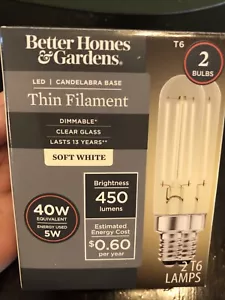 Better Homes
& Gardens®
T6
2
BULBS
LED | CANDELABRA BASE
Thin Filament
DIMMABLE*
CLEAR GLASS
LASTS 13 YEARS**
SOFT WHITE
Brightness
450
lumens
40W
EQUIVALENT
ENERGY USED
5W
Estimated
Energy Cost
$0.60
per year
2 T6
LAMPS